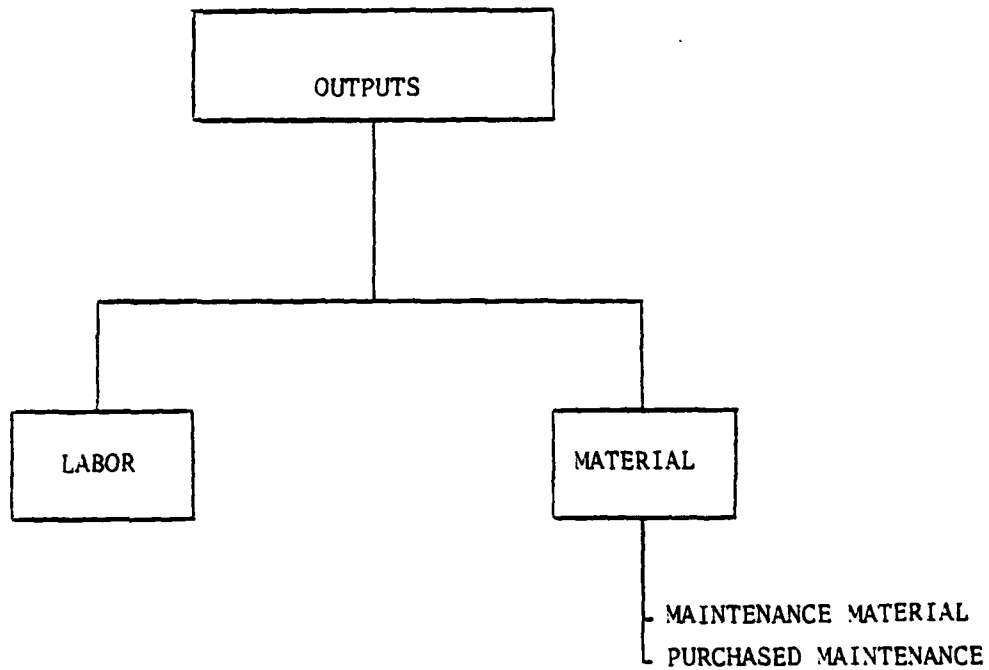 OUTPUTS
LABOR
MATERIAL
MAINTENANCE MATERIAL
PURCHASED MAINTENANCE